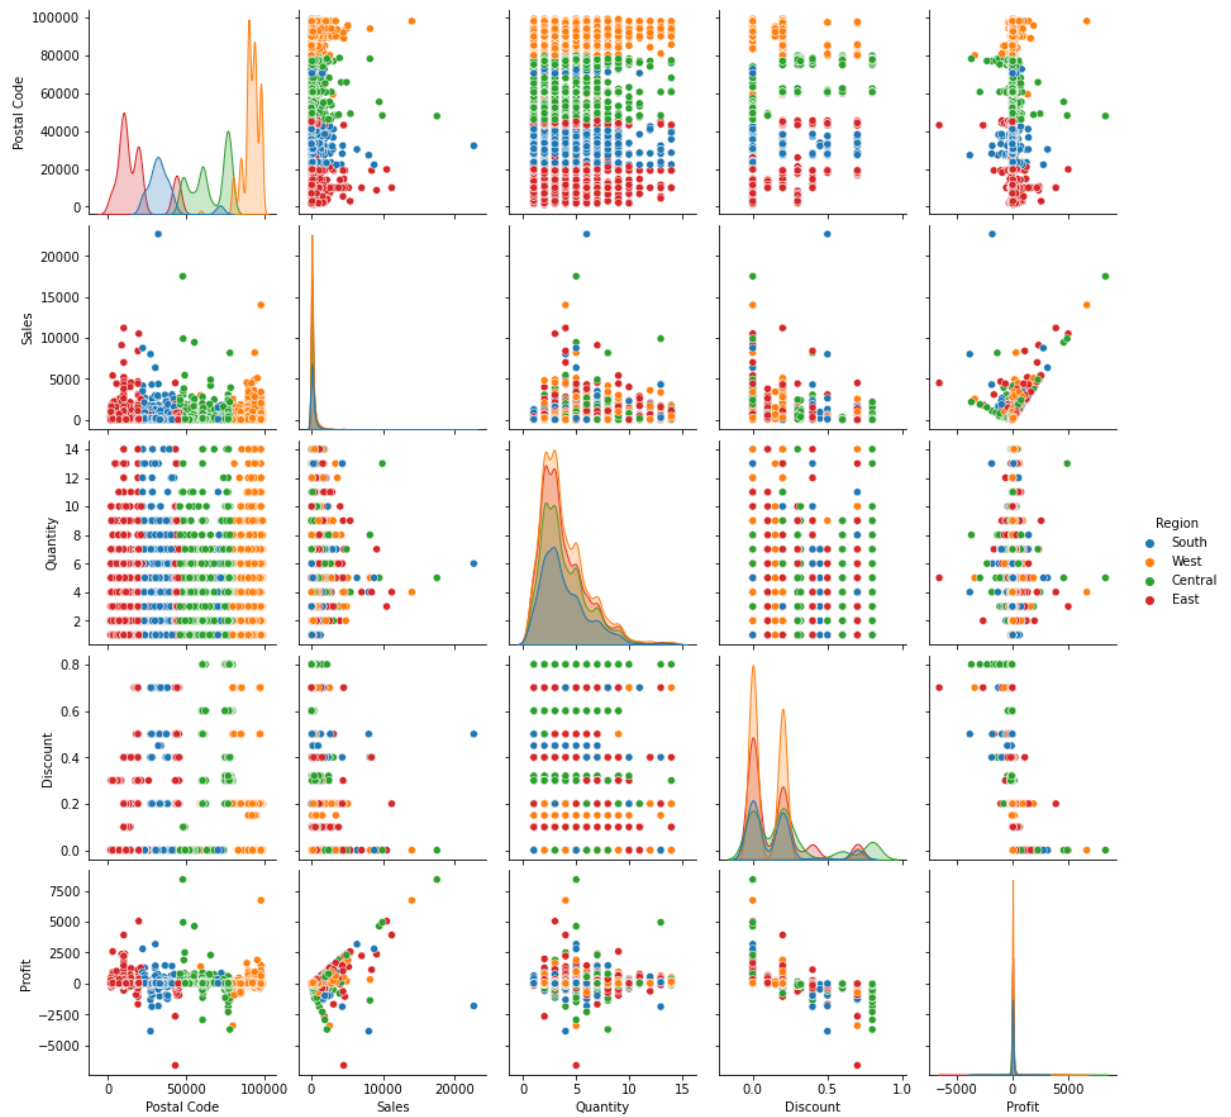 100000
80000
60000
40000
20000
0
Postal Code
20000
15000
10000
5000
0
Sales
14
12
10
8
6
4
2
Quantity
Region
South
West
Central
East
0.8
0.6
0.4
0.2
0.0
Discount
7500
5000
2500
0
−2500
−5000
Profit
0 50000 100000
0 10000 20000
0 5 10 15
0.0 0.5 1.0
−5000 0 5000
Postal Code Sales Quantity Discount Profit